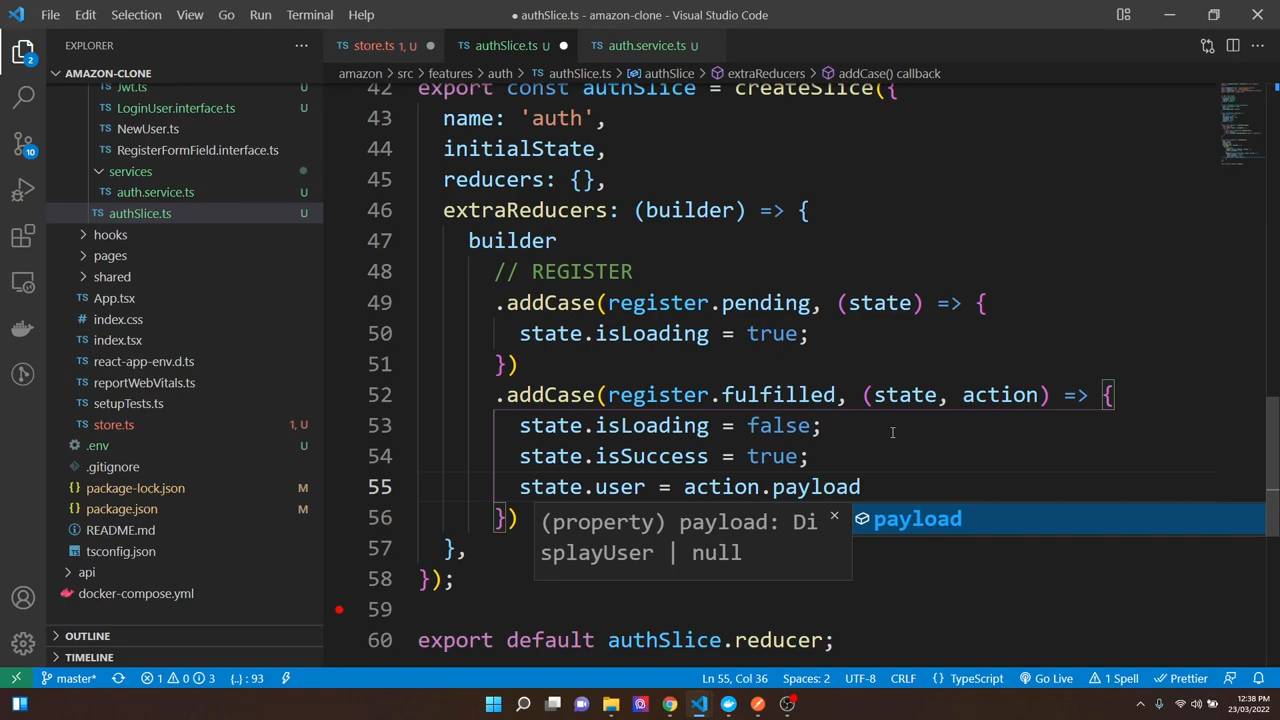 File Edit Selection View Go Run Terminal Help
● authSlice.ts - amazon-clone - Visual Studio Code
EXPLORER
TS store.ts 1, U
TS authSlice.ts U
TS auth.service.ts U
AMAZON-CLONE
amazon > src > features > auth > TS authSlice.ts > authSlice > extraReducers > addCase() callback
TS Jwt.ts
TS LoginUser.interface.ts
TS NewUser.ts
TS RegisterFormField.interface.ts
services
TS auth.service.ts U
TS authSlice.ts U
hooks
pages
shared
TS App.tsx
# index.css
TS index.tsx
TS react-app-env.d.ts
TS reportWebVitals.ts
TS setupTests.ts
TS store.ts 1, U
.env U
.gitignore
{} package-lock.json M
{} package.json M
README.md
tsconfig.json
api
docker-compose.yml
OUTLINE
TIMELINE
42 export const authSlice = createSlice({
43 name: 'auth',
44 initialState,
45 reducers: {},
46 extraReducers: (builder) => {
47 builder
48 // REGISTER
49 .addCase(register.pending, (state) => {
50 state.isLoading = true;
51 })
52 .addCase(register.fulfilled, (state, action) => {
53 state.isLoading = false;
54 state.isSuccess = true;
55 state.user = action.payload
56 })
57 },
58 });
59
60 export default authSlice.reducer;
(property) payload: Di
splayUser | null
payload
2
10
master*
1 0 3
{..} : 93
Ln 55, Col 36
Spaces: 2
UTF-8
CRLF
{} TypeScript
Go Live
1 Spell
Prettier
12:38 PM
23/03/2022